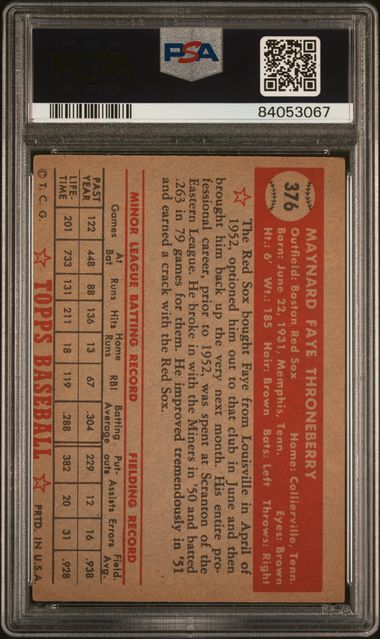 PSA
84053067
376
MAYNARD FAYE THRONEBERRY
Outfield: Boston Red Sox Home: Collierville, Tenn.
Born: June 22, 1931, Memphis, Tenn. Eyes: Brown
Ht.: 6' Wt.: 185 Hair: Brown Bats: Left Throws: Right
The Red Sox bought Faye from Louisville in April of
1952, optioned him out to that club in June and then
brought him back up the very next month. His entire pro-
fessional career, prior to 1952, was spent at Scranton of the
Eastern League. He broke in with the Miners in '50 and batted
.263 in 79 games for them. He improved tremendously in '51
and earned a crack with the Red Sox.
MINOR LEAGUE BATTING RECORD FIELDING RECORD
Games At Bat Runs Hits Home Runs RBI Batting Average Put-outs Assists Errors Field. Avg.
PAST YEAR 122 448 88 136 13 67 .304 229 12 16 .938
LIFE-TIME 201 733 131 211 18 119 .288 382 20 31 .928
© T. C. G. TOPPS BASEBALL PRTD. IN U.S.A.